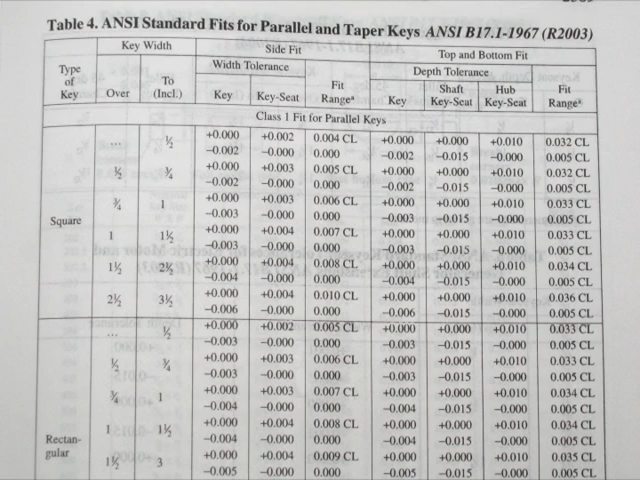 Table 4. ANSI Standard Fits for Parallel and Taper Keys ANSI B17.1-1967 (R2003)
Type of Key Key Width Side Fit Top and Bottom Fit
Width Tolerance Fit Rangeª Depth Tolerance Fit Rangeª
Over To (Incl.) Key Key-Seat Key Shaft Key-Seat Hub Key-Seat
Class 1 Fit for Parallel Keys
Square
... ½ +0.000 +0.002 0.004 CL +0.000 +0.000 +0.010 0.032 CL
−0.002 −0.000 0.000 −0.002 −0.015 −0.000 0.005 CL
½ ¾ +0.000 +0.003 0.005 CL +0.000 +0.000 +0.010 0.032 CL
−0.002 −0.000 0.000 −0.002 −0.015 −0.000 0.005 CL
¾ 1 +0.000 +0.003 0.006 CL +0.000 +0.000 +0.010 0.033 CL
−0.003 −0.000 0.000 −0.003 −0.015 −0.000 0.005 CL
1 1½ +0.000 +0.004 0.007 CL +0.000 +0.000 +0.010 0.033 CL
−0.003 −0.000 0.000 −0.003 −0.015 −0.000 0.005 CL
1½ 2½ +0.000 +0.004 0.008 CL +0.000 +0.000 +0.010 0.034 CL
−0.004 −0.000 0.000 −0.004 −0.015 −0.000 0.005 CL
2½ 3½ +0.000 +0.004 0.010 CL +0.000 +0.000 +0.010 0.036 CL
−0.006 −0.000 0.000 −0.006 −0.015 −0.000 0.005 CL
Rectan-
gular
... ½ +0.000 +0.002 0.005 CL +0.000 +0.000 +0.010 0.033 CL
−0.003 −0.000 0.000 −0.003 −0.015 −0.000 0.005 CL
½ ¾ +0.000 +0.003 0.006 CL +0.000 +0.000 +0.010 0.033 CL
−0.003 −0.000 0.000 −0.003 −0.015 −0.000 0.005 CL
¾ 1 +0.000 +0.003 0.007 CL +0.000 +0.000 +0.010 0.034 CL
−0.004 −0.000 0.000 −0.004 −0.015 −0.000 0.005 CL
1 1½ +0.000 +0.004 0.008 CL +0.000 +0.000 +0.010 0.034 CL
−0.004 −0.000 0.000 −0.004 −0.015 −0.000 0.005 CL
1½ 3 +0.000 +0.004 0.009 CL +0.000 +0.000 +0.010 0.035 CL
−0.005 −0.000 0.000 −0.005 −0.015 −0.000 0.005 CL